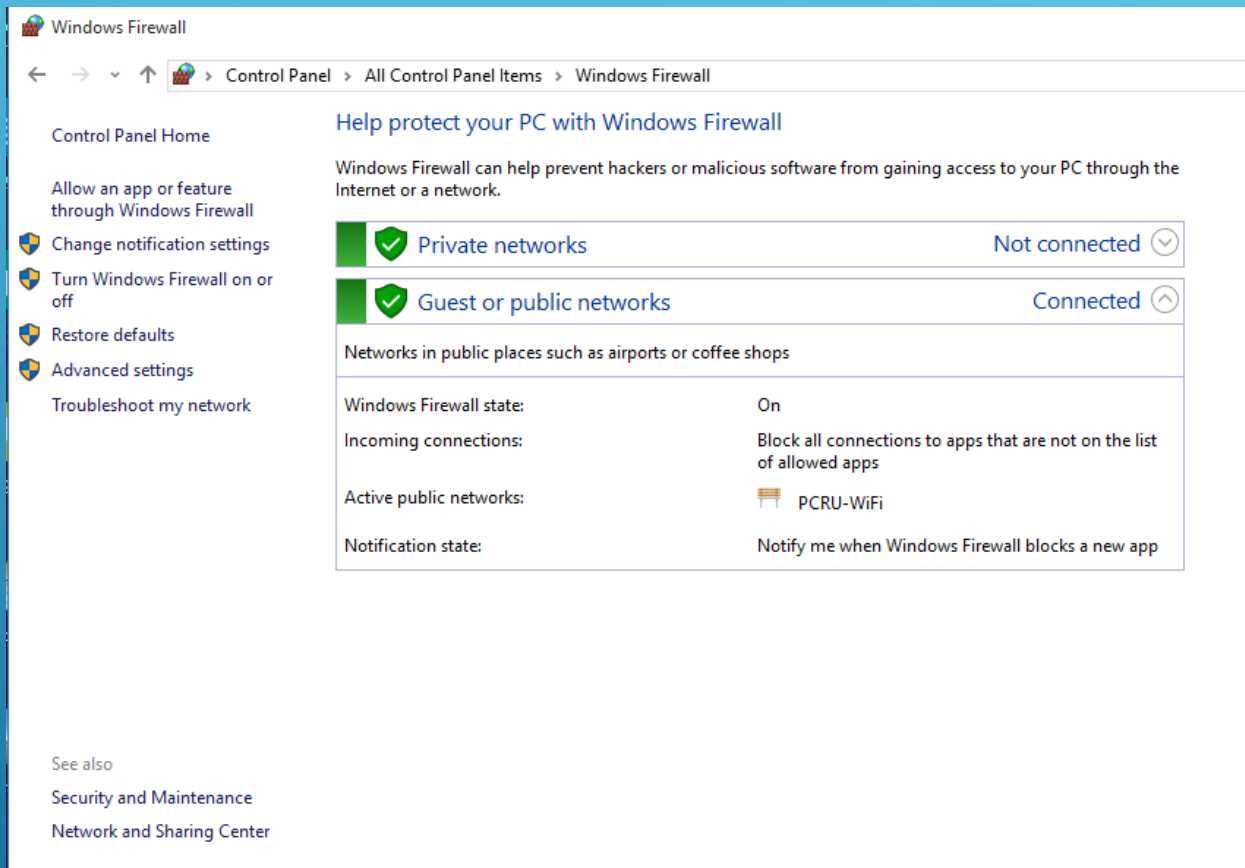 Windows Firewall
Control Panel > All Control Panel Items > Windows Firewall
Control Panel Home
Allow an app or feature
through Windows Firewall
Change notification settings
Turn Windows Firewall on or
off
Restore defaults
Advanced settings
Troubleshoot my network
See also
Security and Maintenance
Network and Sharing Center
Help protect your PC with Windows Firewall
Windows Firewall can help prevent hackers or malicious software from gaining access to your PC through the
Internet or a network.
Private networks Not connected
Guest or public networks Connected
Networks in public places such as airports or coffee shops
Windows Firewall state: On
Incoming connections: Block all connections to apps that are not on the list
of allowed apps
Active public networks: PCRU-WiFi
Notification state: Notify me when Windows Firewall blocks a new app